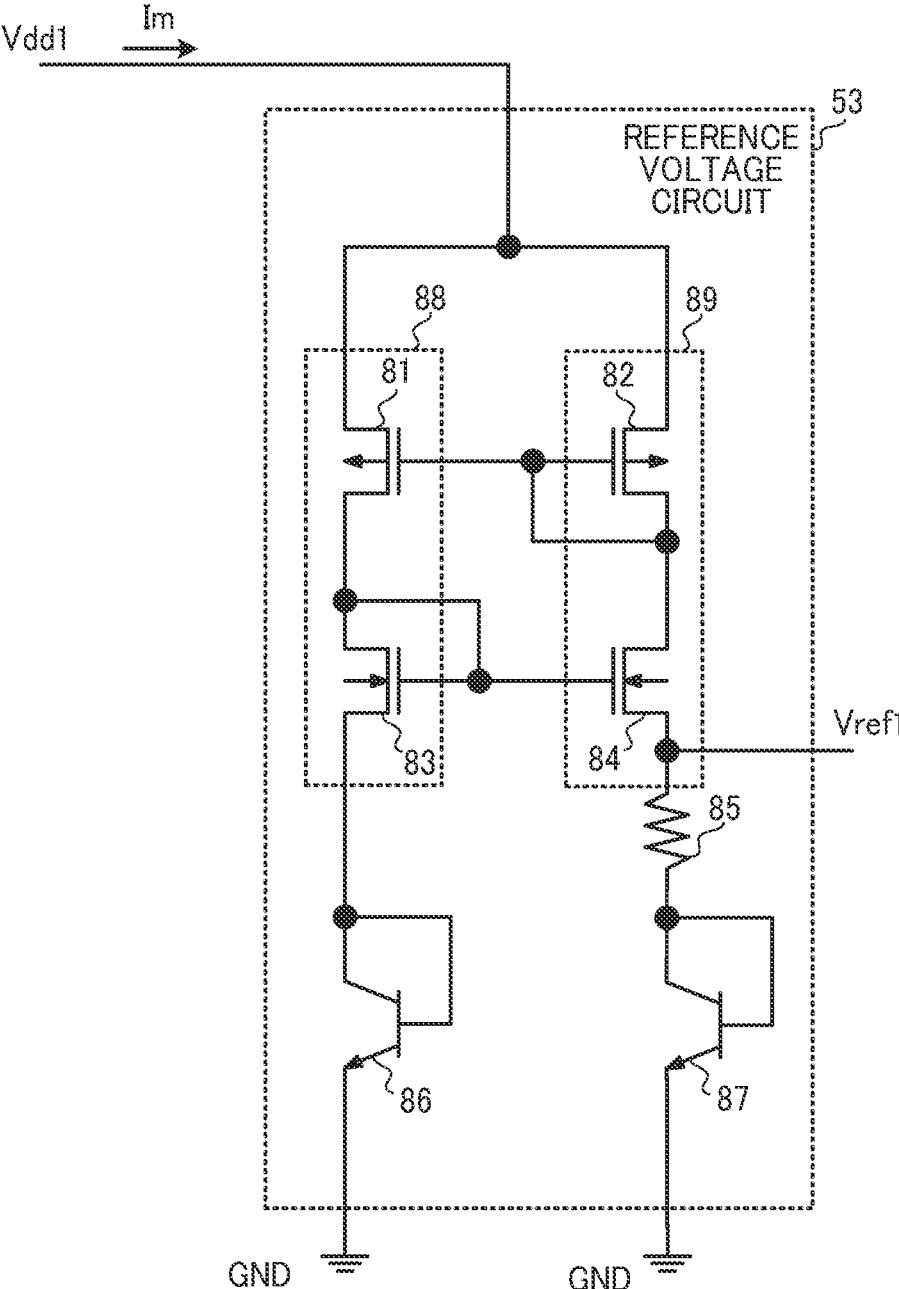 Im
Vdd1
53
REFERENCE
VOLTAGE
CIRCUIT
88
89
81
82
83
84
Vref1
85
86
87
GND
GND